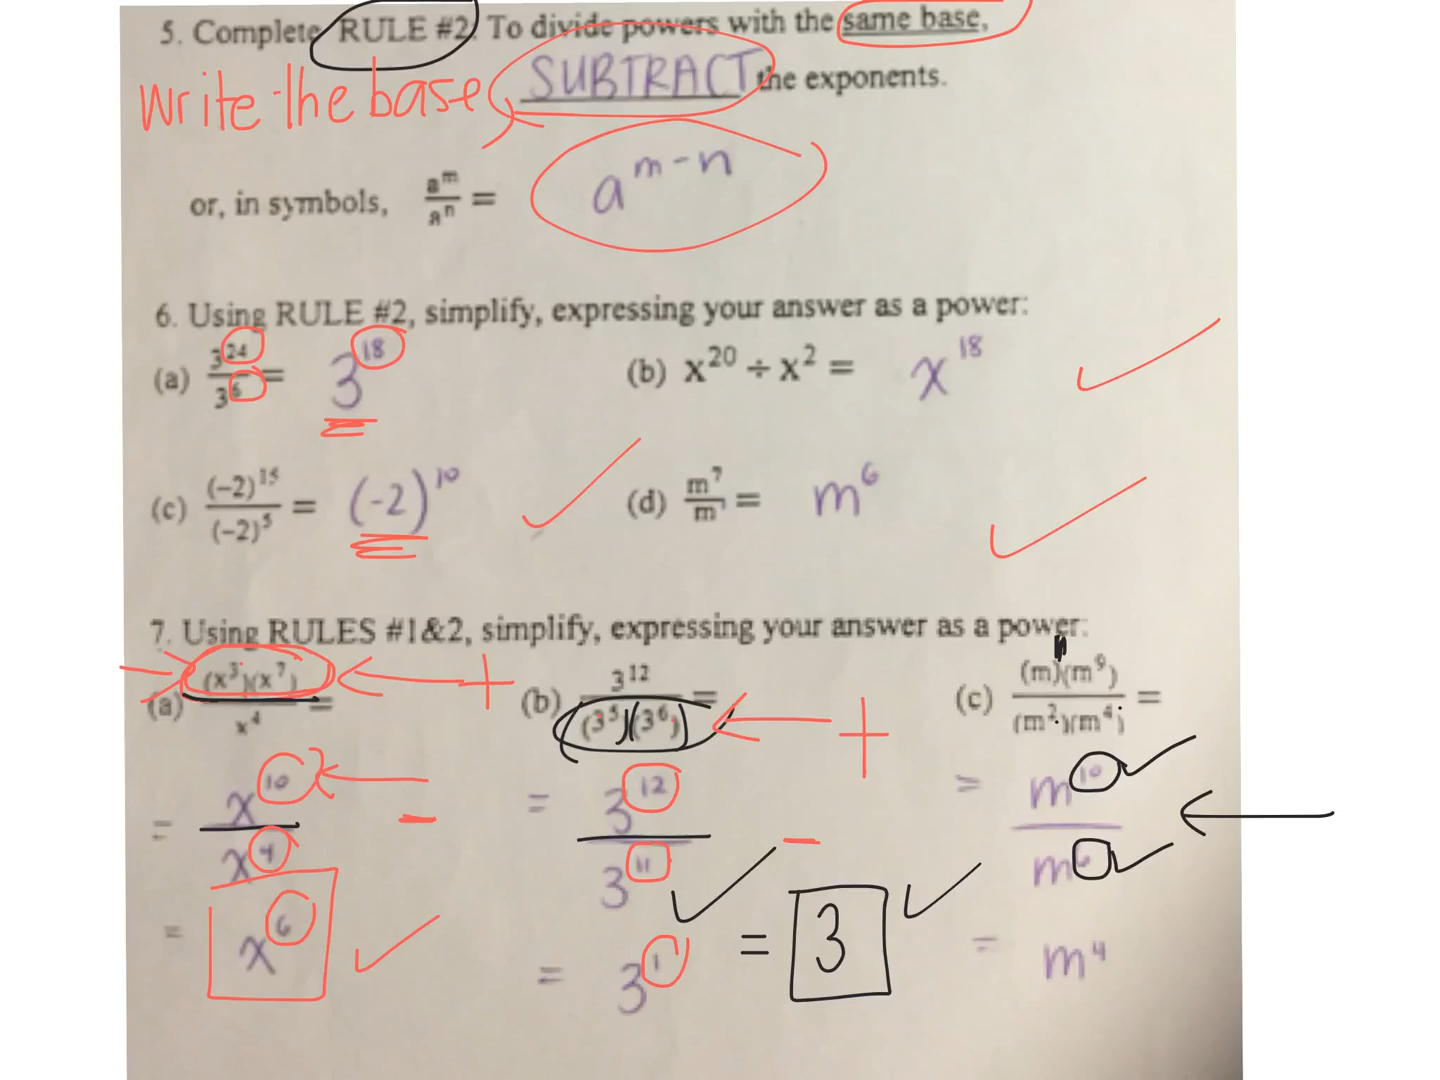 5. Complete RULE #2: To divide powers with the same base,
write the base, SUBTRACT the exponents.
or, in symbols, a^m/a^n = a^(m-n)
6. Using RULE #2, simplify, expressing your answer as a power:
(a) 3^24/3^6 = 3^18 (b) x^20 ÷ x^2 = x^18
(c) (-2)^15/(-2)^5 = (-2)^10 (d) m^7/m = m^6
7. Using RULES #1&2, simplify, expressing your answer as a power:
(a) (x^3)(x^7)/x^4 = + (b) 3^12/(3^5)(3^6) = + (c) (m)(m^9)/(m^2)(m^4) =
= x^10/x^4 - = 3^12/3^11 - = m^10/m^6
= x^6 = 3^1 = 3 = m^4